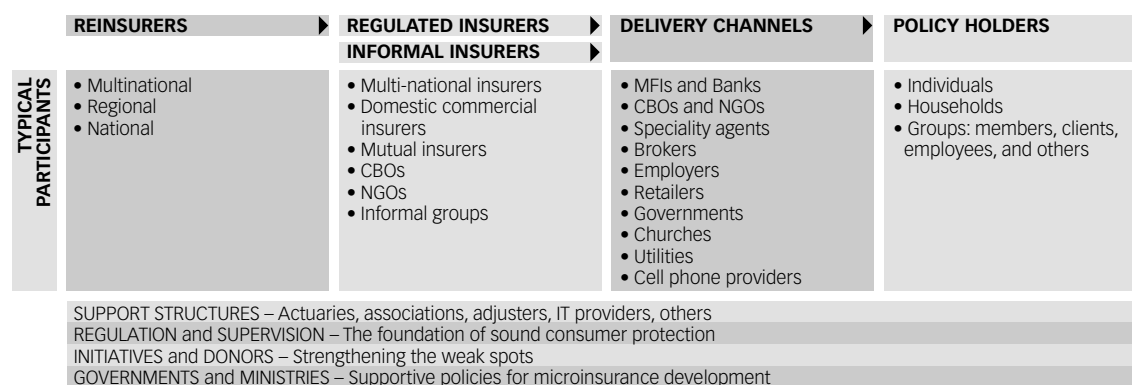 REINSURERS
REGULATED INSURERS
INFORMAL INSURERS
DELIVERY CHANNELS
POLICY HOLDERS
TYPICAL
PARTICIPANTS
• Multinational
• Regional
• National
• Multi-national insurers
• Domestic commercial
insurers
• Mutual insurers
• CBOs
• NGOs
• Informal groups
• MFIs and Banks
• CBOs and NGOs
• Speciality agents
• Brokers
• Employers
• Retailers
• Governments
• Churches
• Utilities
• Cell phone providers
• Individuals
• Households
• Groups: members, clients,
employees, and others
SUPPORT STRUCTURES – Actuaries, associations, adjusters, IT providers, others
REGULATION and SUPERVISION – The foundation of sound consumer protection
INITIATIVES and DONORS – Strengthening the weak spots
GOVERNMENTS and MINISTRIES – Supportive policies for microinsurance development